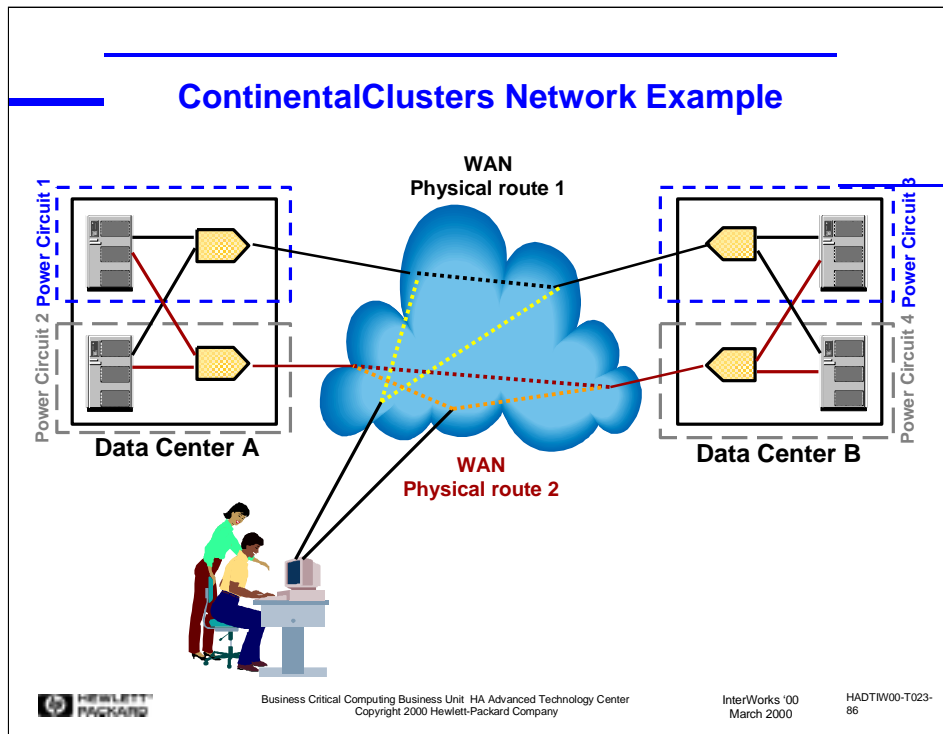 ContinentalClusters Network Example
WAN
Physical route 1
Power Circuit 1
Power Circuit 2
Power Circuit 3
Power Circuit 4
Data Center A
Data Center B
WAN
Physical route 2
hp HEWLETT PACKARD
Business Critical Computing Business Unit HA Advanced Technology Center
Copyright 2000 Hewlett-Packard Company
InterWorks '00
March 2000
HADTIW00-T023-
86